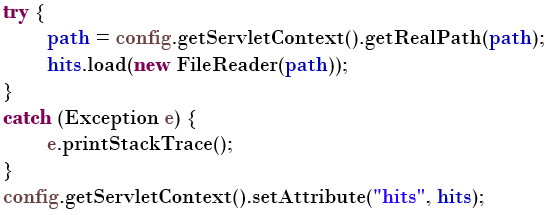 try {
path = config.getServletContext().getRealPath(path);
hits.load(new FileReader(path));
}
catch (Exception e) {
e.printStackTrace();
}
config.getServletContext().setAttribute("hits", hits);